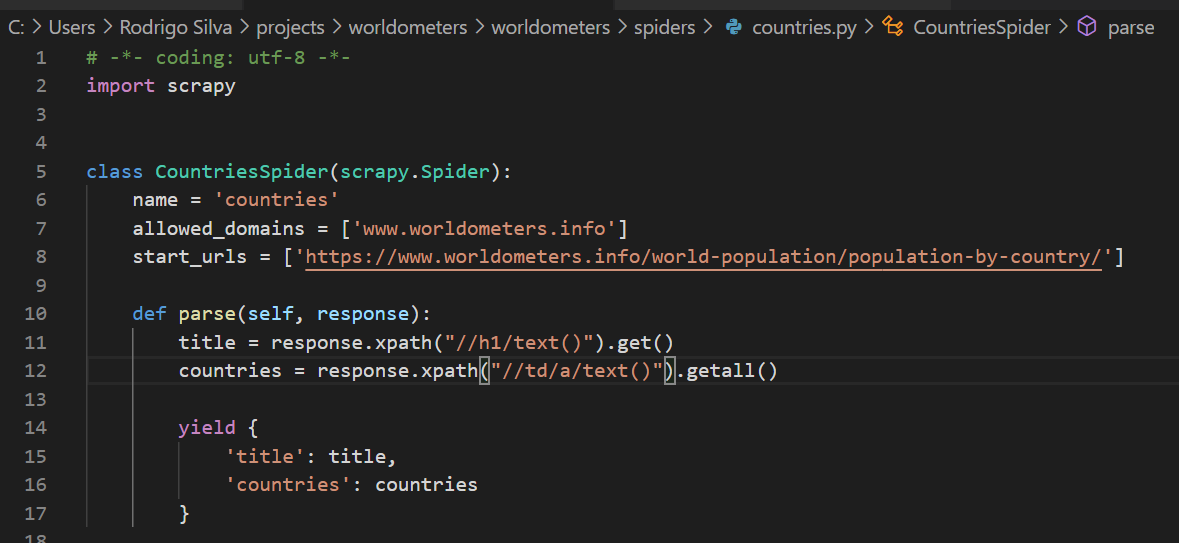 C: > Users > Rodrigo Silva > projects > worldometers > worldometers > spiders > countries.py > CountriesSpider > parse
1 # -*- coding: utf-8 -*-
2 import scrapy
3
4
5 class CountriesSpider(scrapy.Spider):
6     name = 'countries'
7     allowed_domains = ['www.worldometers.info']
8     start_urls = ['https://www.worldometers.info/world-population/population-by-country/']
9
10     def parse(self, response):
11         title = response.xpath("//h1/text()").get()
12         countries = response.xpath("//td/a/text()").getall()
13
14         yield {
15             'title': title,
16             'countries': countries
17         }
18